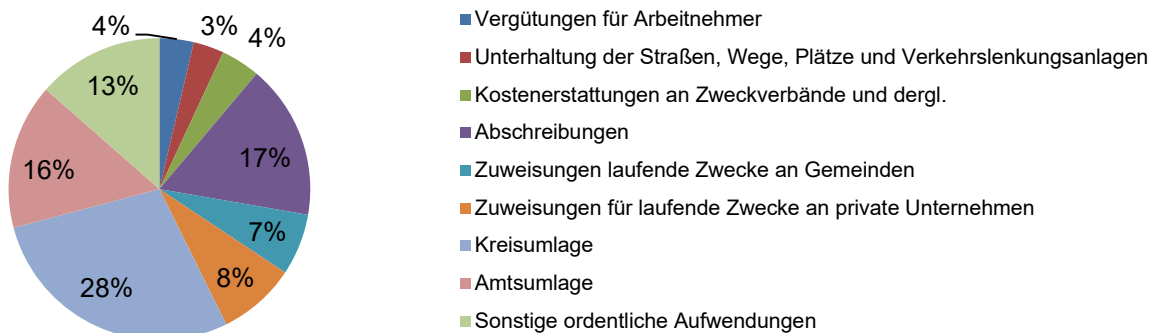 4%
3%
4%
17%
7%
8%
28%
16%
13%
Vergütungen für Arbeitnehmer
Unterhaltung der Straßen, Wege, Plätze und Verkehrslenkungsanlagen
Kostenerstattungen an Zweckverbände und dergl.
Abschreibungen
Zuweisungen laufende Zwecke an Gemeinden
Zuweisungen für laufende Zwecke an private Unternehmen
Kreisumlage
Amtsumlage
Sonstige ordentliche Aufwendungen